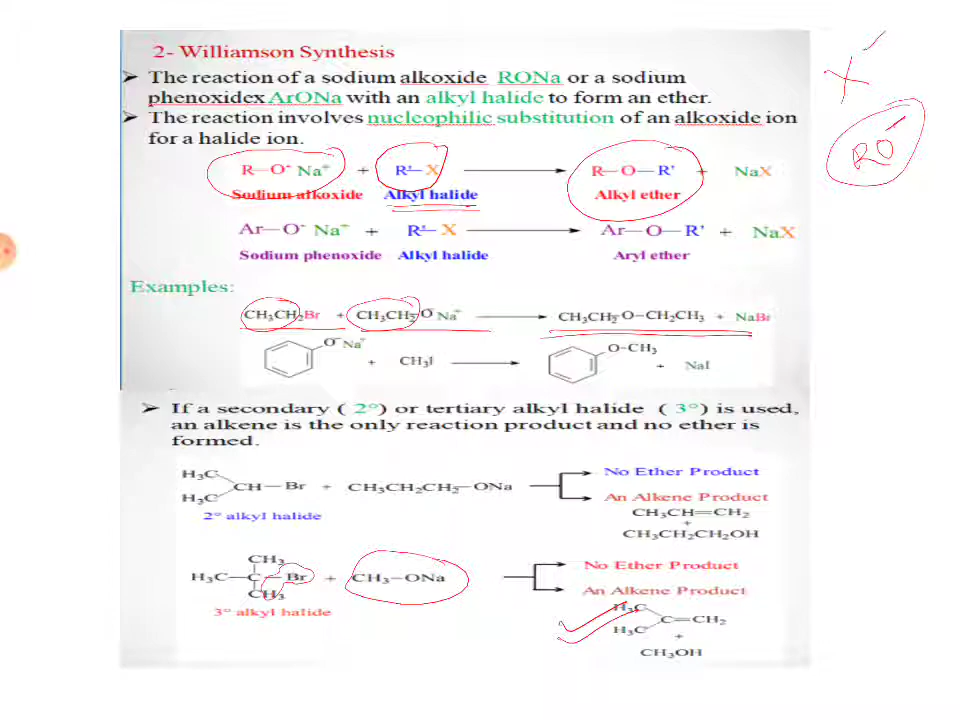 2- Williamson Synthesis
➤ The reaction of a sodium alkoxide RONa or a sodium
phenoxidex ArONa with an alkyl halide to form an ether.
➤ The reaction involves nucleophilic substitution of an alkoxide ion
for a halide ion.
X⁻
RO⁻
R—O⁻ Na⁺ + R'—X → R—O—R' + NaX
Sodium alkoxide Alkyl halide Alkyl ether
Ar—O⁻ Na⁺ + R'—X → Ar—O—R' + NaX
Sodium phenoxide Alkyl halide Aryl ether
Examples:
CH₃CH₂Br + CH₃CH₂O⁻ Na⁺ → CH₃CH₂O—CH₂CH₃ + NaBr
O⁻Na⁺ + CH₃I → O—CH₃ + NaI
➤ If a secondary ( 2° ) or tertiary alkyl halide ( 3° ) is used,
an alkene is the only reaction product and no ether is
formed.
H₃C
H₃C
CH—Br + CH₃CH₂CH₂—ONa
2° alkyl halide
No Ether Product
An Alkene Product
CH₃CH=CH₂
+
CH₃CH₂CH₂OH
CH₃
H₃C—C—Br + CH₃—ONa
CH₃
3° alkyl halide
No Ether Product
An Alkene Product
H₃C
C=CH₂
H₃C
+
CH₃OH